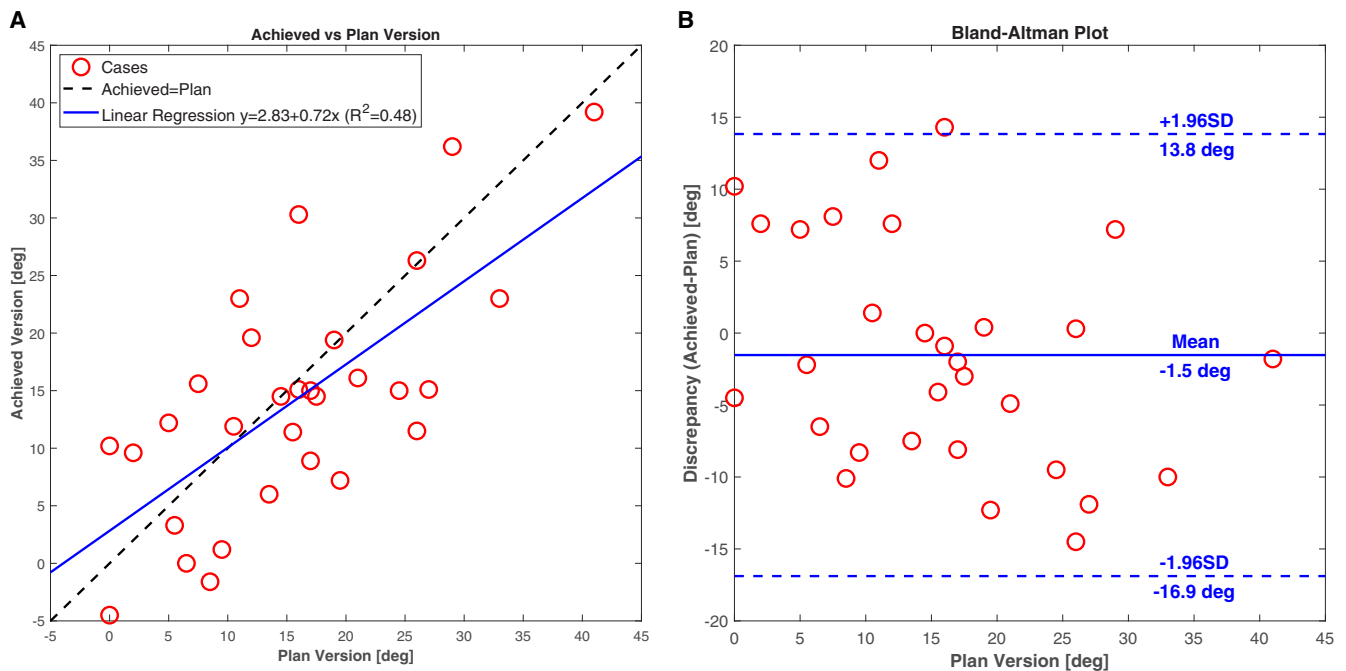 A
Achieved vs Plan Version
Cases
Achieved=Plan
Linear Regression y=2.83+0.72x (R²=0.48)
Achieved Version [deg]
45
40
35
30
25
20
15
10
5
0
-5
-5 0 5 10 15 20 25 30 35 40 45
Plan Version [deg]
B
Bland-Altman Plot
Discrepancy (Achieved-Plan) [deg]
20
15
10
5
0
-5
-10
-15
-20
+1.96SD
13.8 deg
Mean
-1.5 deg
-1.96SD
-16.9 deg
0 5 10 15 20 25 30 35 40 45
Plan Version [deg]